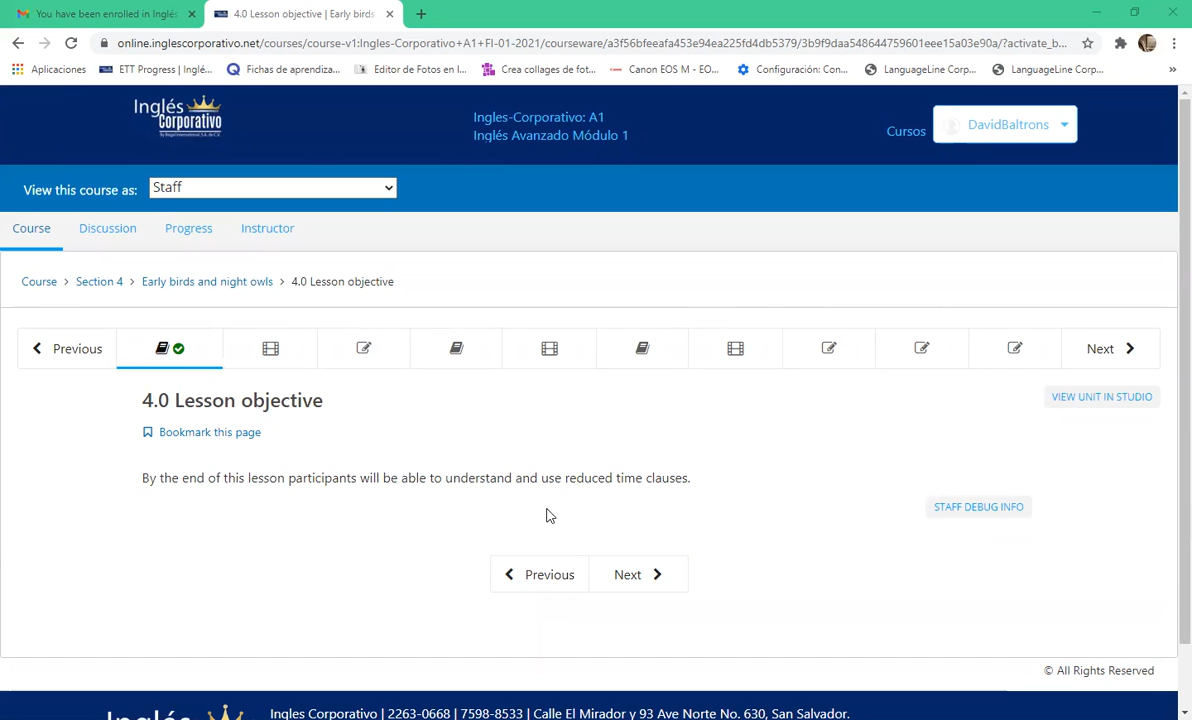 You have been enrolled in Inglés
4.0 Lesson objective | Early birds
online.inglescorporativo.net/courses/course-v1:Ingles-Corporativo+A1+FI-01-2021/courseware/a3f56bfeefa453e94ea225fd4db5379/3b9f9daa548644759601eee15a03e90a/?activate_b...
Aplicaciones
ETT Progress | Inglé...
Fichas de aprendiza...
Editor de Fotos en l...
Crea collages de fot...
Canon EOS M - EO...
Configuración: Con...
LanguageLine Corp...
LanguageLine Corp...
»
Inglés
Corporativo
Ingles-Corporativo: A1
Inglés Avanzado Módulo 1
Cursos
DavidBaltrons
View this course as:
Staff
Course
Discussion
Progress
Instructor
Course > Section 4 > Early birds and night owls > 4.0 Lesson objective
Previous
Next
4.0 Lesson objective
VIEW UNIT IN STUDIO
Bookmark this page
By the end of this lesson participants will be able to understand and use reduced time clauses.
STAFF DEBUG INFO
Previous
Next
© All Rights Reserved
Inglés
Ingles Corporativo | 2263-0668 | 7598-8533 | Calle El Mirador y 93 Ave Norte No. 630, San Salvador.